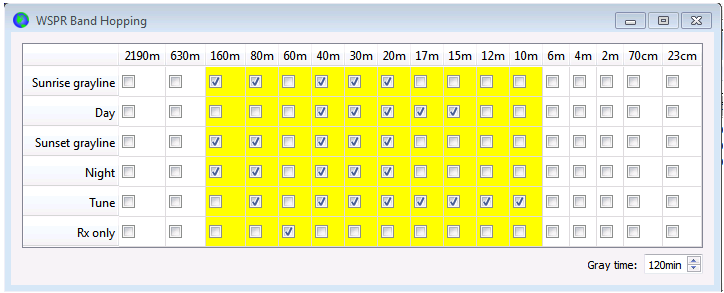 WSPR Band Hopping
2190m 630m 160m 80m 60m 40m 30m 20m 17m 15m 12m 10m 6m 4m 2m 70cm 23cm
Sunrise grayline
Day
Sunset grayline
Night
Tune
Rx only
Gray time: 120min